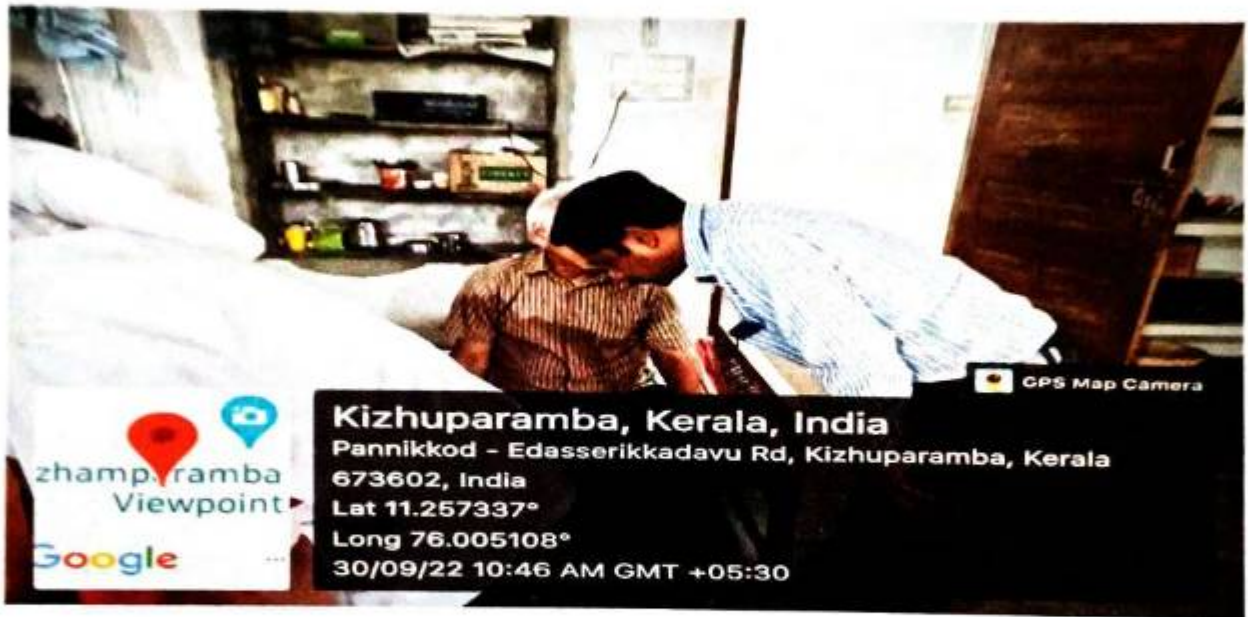 GPS Map Camera
Kizhuparamba, Kerala, India
Pannikkod - Edasserikkadavu Rd, Kizhuparamba, Kerala
673602, India
Lat 11.257337°
Long 76.005108°
30/09/22 10:46 AM GMT +05:30
Viewpoint
Google